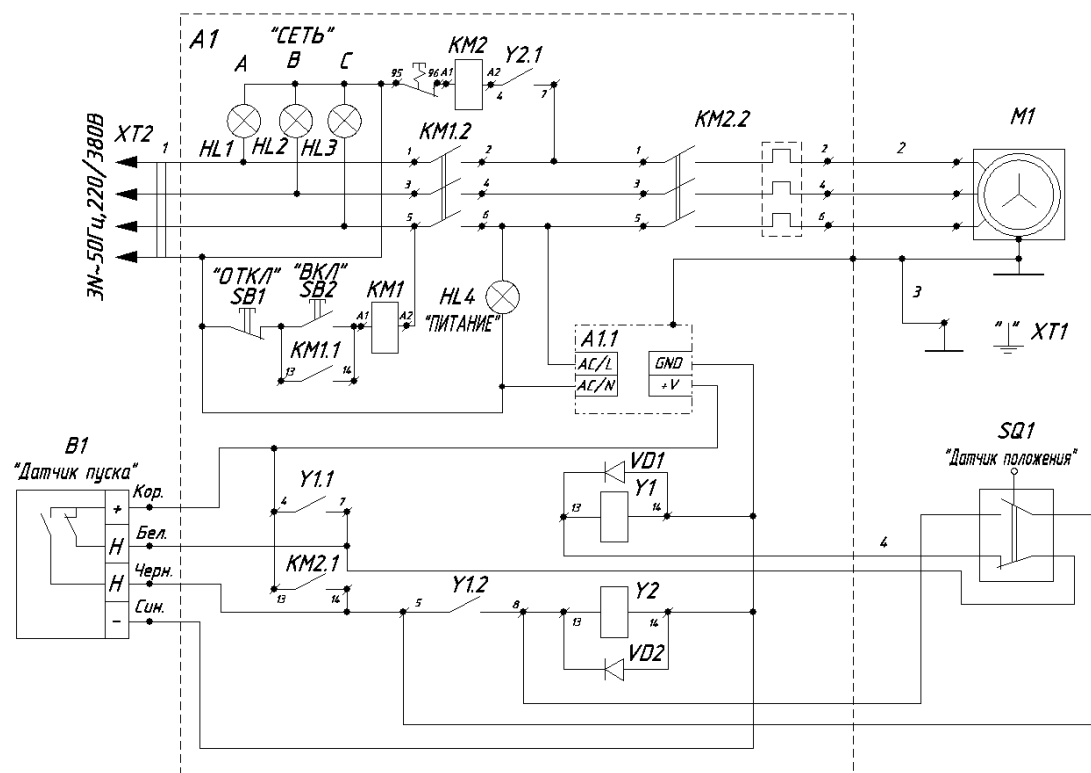 А1
"СЕТЬ"
A
B
C
KM2
Y2.1
95
96
A1
A2
4
7
3N~50Гц,220/380В
XT2
1
HL1
HL2
HL3
KM1.2
1
2
3
4
5
6
KM2.2
1
3
5
2
4
6
2
M1
"ОТКЛ"
SB1
"ВКЛ"
SB2
KM1
A1
A2
KM1.1
13
14
HL4
"ПИТАНИЕ"
A1.1
AC/L
AC/N
GND
+V
3
"⏚"
XT1
B1
"Датчик пуска"
+
Н
Н
−
Кор.
Бел.
Черн.
Син.
Y1.1
4
7
KM2.1
13
14
Y1.2
5
8
VD1
Y1
13
14
Y2
13
14
VD2
4
SQ1
"Датчик положения"